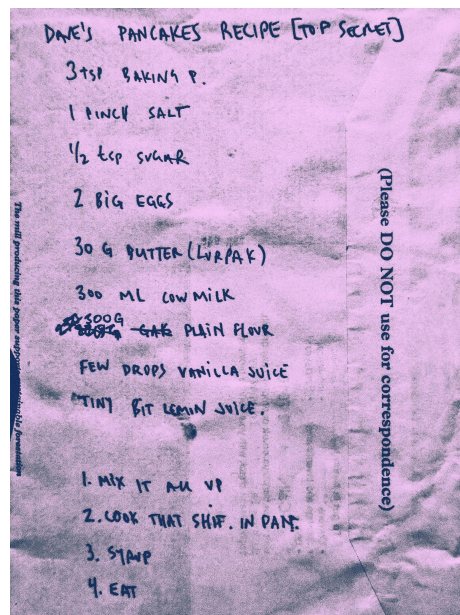 DAVE'S PANCAKES RECIPE [TOP SECRET]
3 tSP BAKING P.
1 PINCH SALT
1/2 tsp SUGAR
2 BIG EGGS
30 G BUTTER (LURPAK)
300 ML COW MILK
300G PLAIN FLOUR
FEW DROPS VANILLA JUICE
TINY BIT LEMON JUICE.
1. MIX IT ALL UP
2. COOK THAT SHIT. IN PAN.
3. SYRUP
4. EAT
(Please DO NOT use for correspondence)
The mill producing this paper